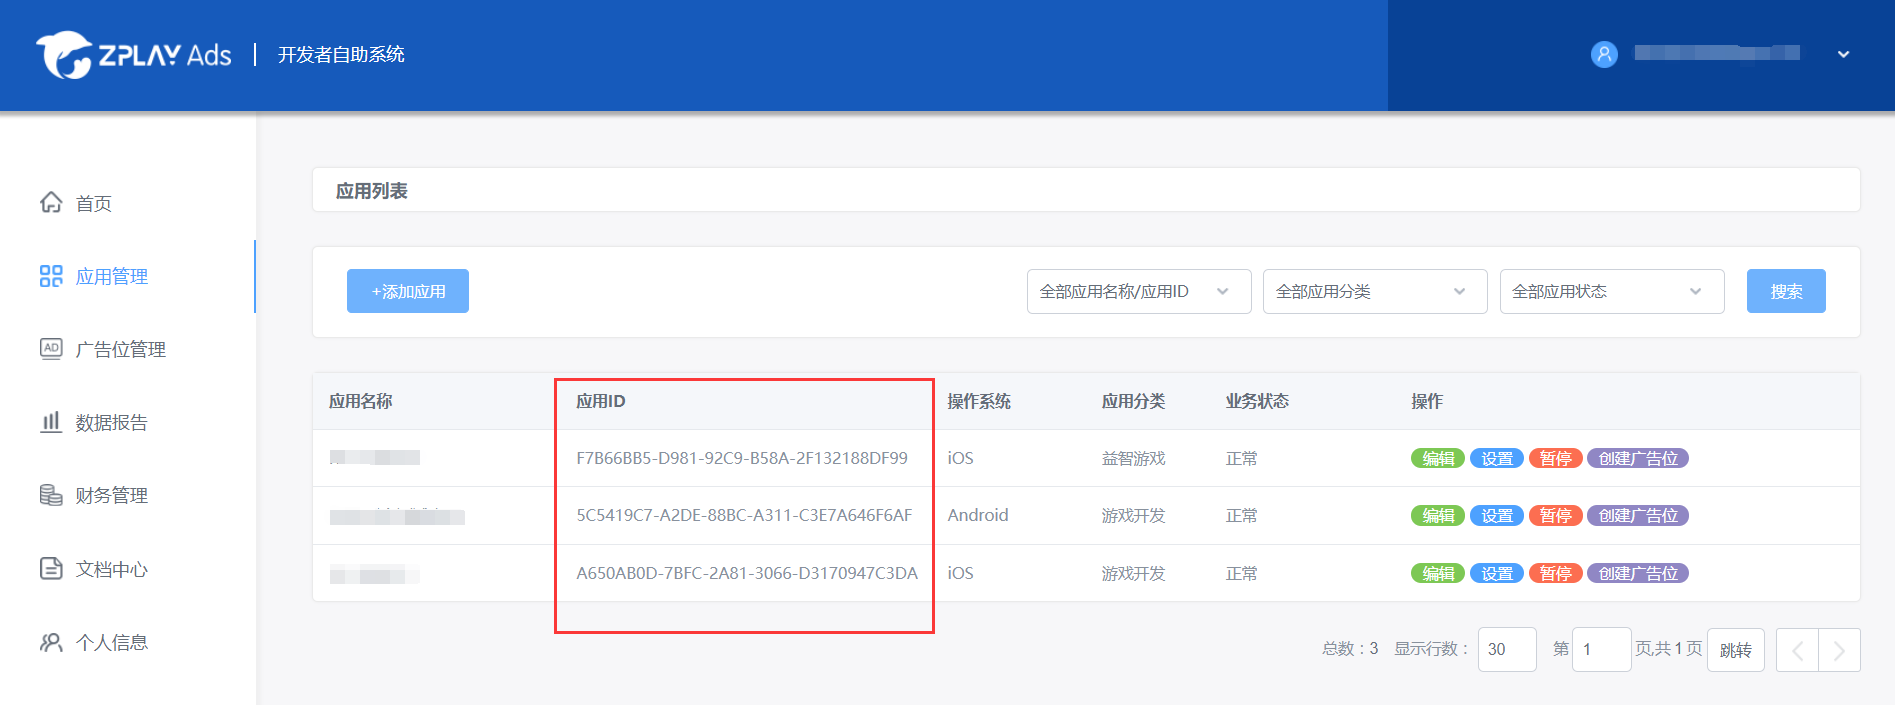 ZPLAY Ads | 开发者自助系统
首页
应用管理
AD 广告位管理
数据报告
财务管理
文档中心
个人信息
应用列表
+添加应用 全部应用名称/应用ID 全部应用分类 全部应用状态 搜索
应用名称 应用ID 操作系统 应用分类 业务状态 操作
F7B66BB5-D981-92C9-B58A-2F132188DF99 iOS 益智游戏 正常 编辑 设置 暂停 创建广告位
5C5419C7-A2DE-88BC-A311-C3E7A646F6AF Android 游戏开发 正常 编辑 设置 暂停 创建广告位
A650AB0D-7BFC-2A81-3066-D3170947C3DA iOS 游戏开发 正常 编辑 设置 暂停 创建广告位
总数：3 显示行数： 30 第 1 页,共1页 跳转